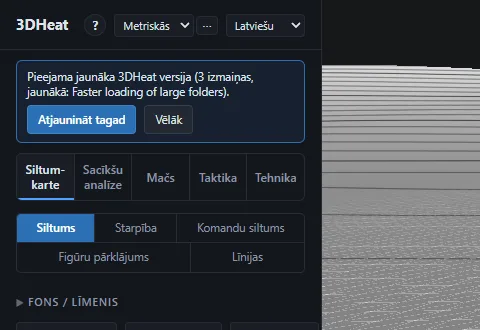 3DHeat ? Metriskās ... Latviešu
Pieejama jaunāka 3DHeat versija (3 izmaiņas,
jaunākā: Faster loading of large folders).
Atjaunināt tagad Vēlāk
Siltum-
karte
Sacīkšu
analīze
Mačs
Taktika
Tehnika
Siltums Starpība Komandu siltums
Figūru pārklājums Līnijas
▶ FONS / LĪMENIS